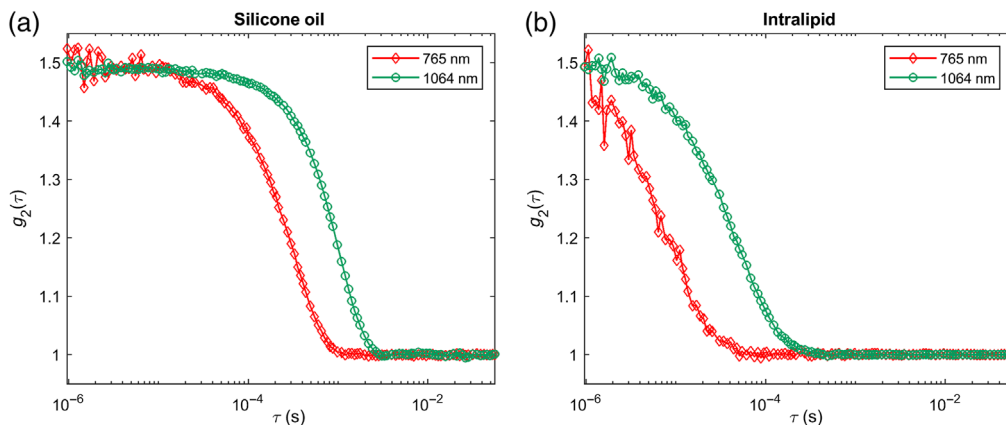 (a)
Silicone oil
765 nm
1064 nm
g₂(τ)
1.5
1.4
1.3
1.2
1.1
1
10⁻⁶
10⁻⁴
10⁻²
τ (s)
(b)
Intralipid
765 nm
1064 nm
g₂(τ)
1.5
1.4
1.3
1.2
1.1
1
10⁻⁶
10⁻⁴
10⁻²
τ (s)